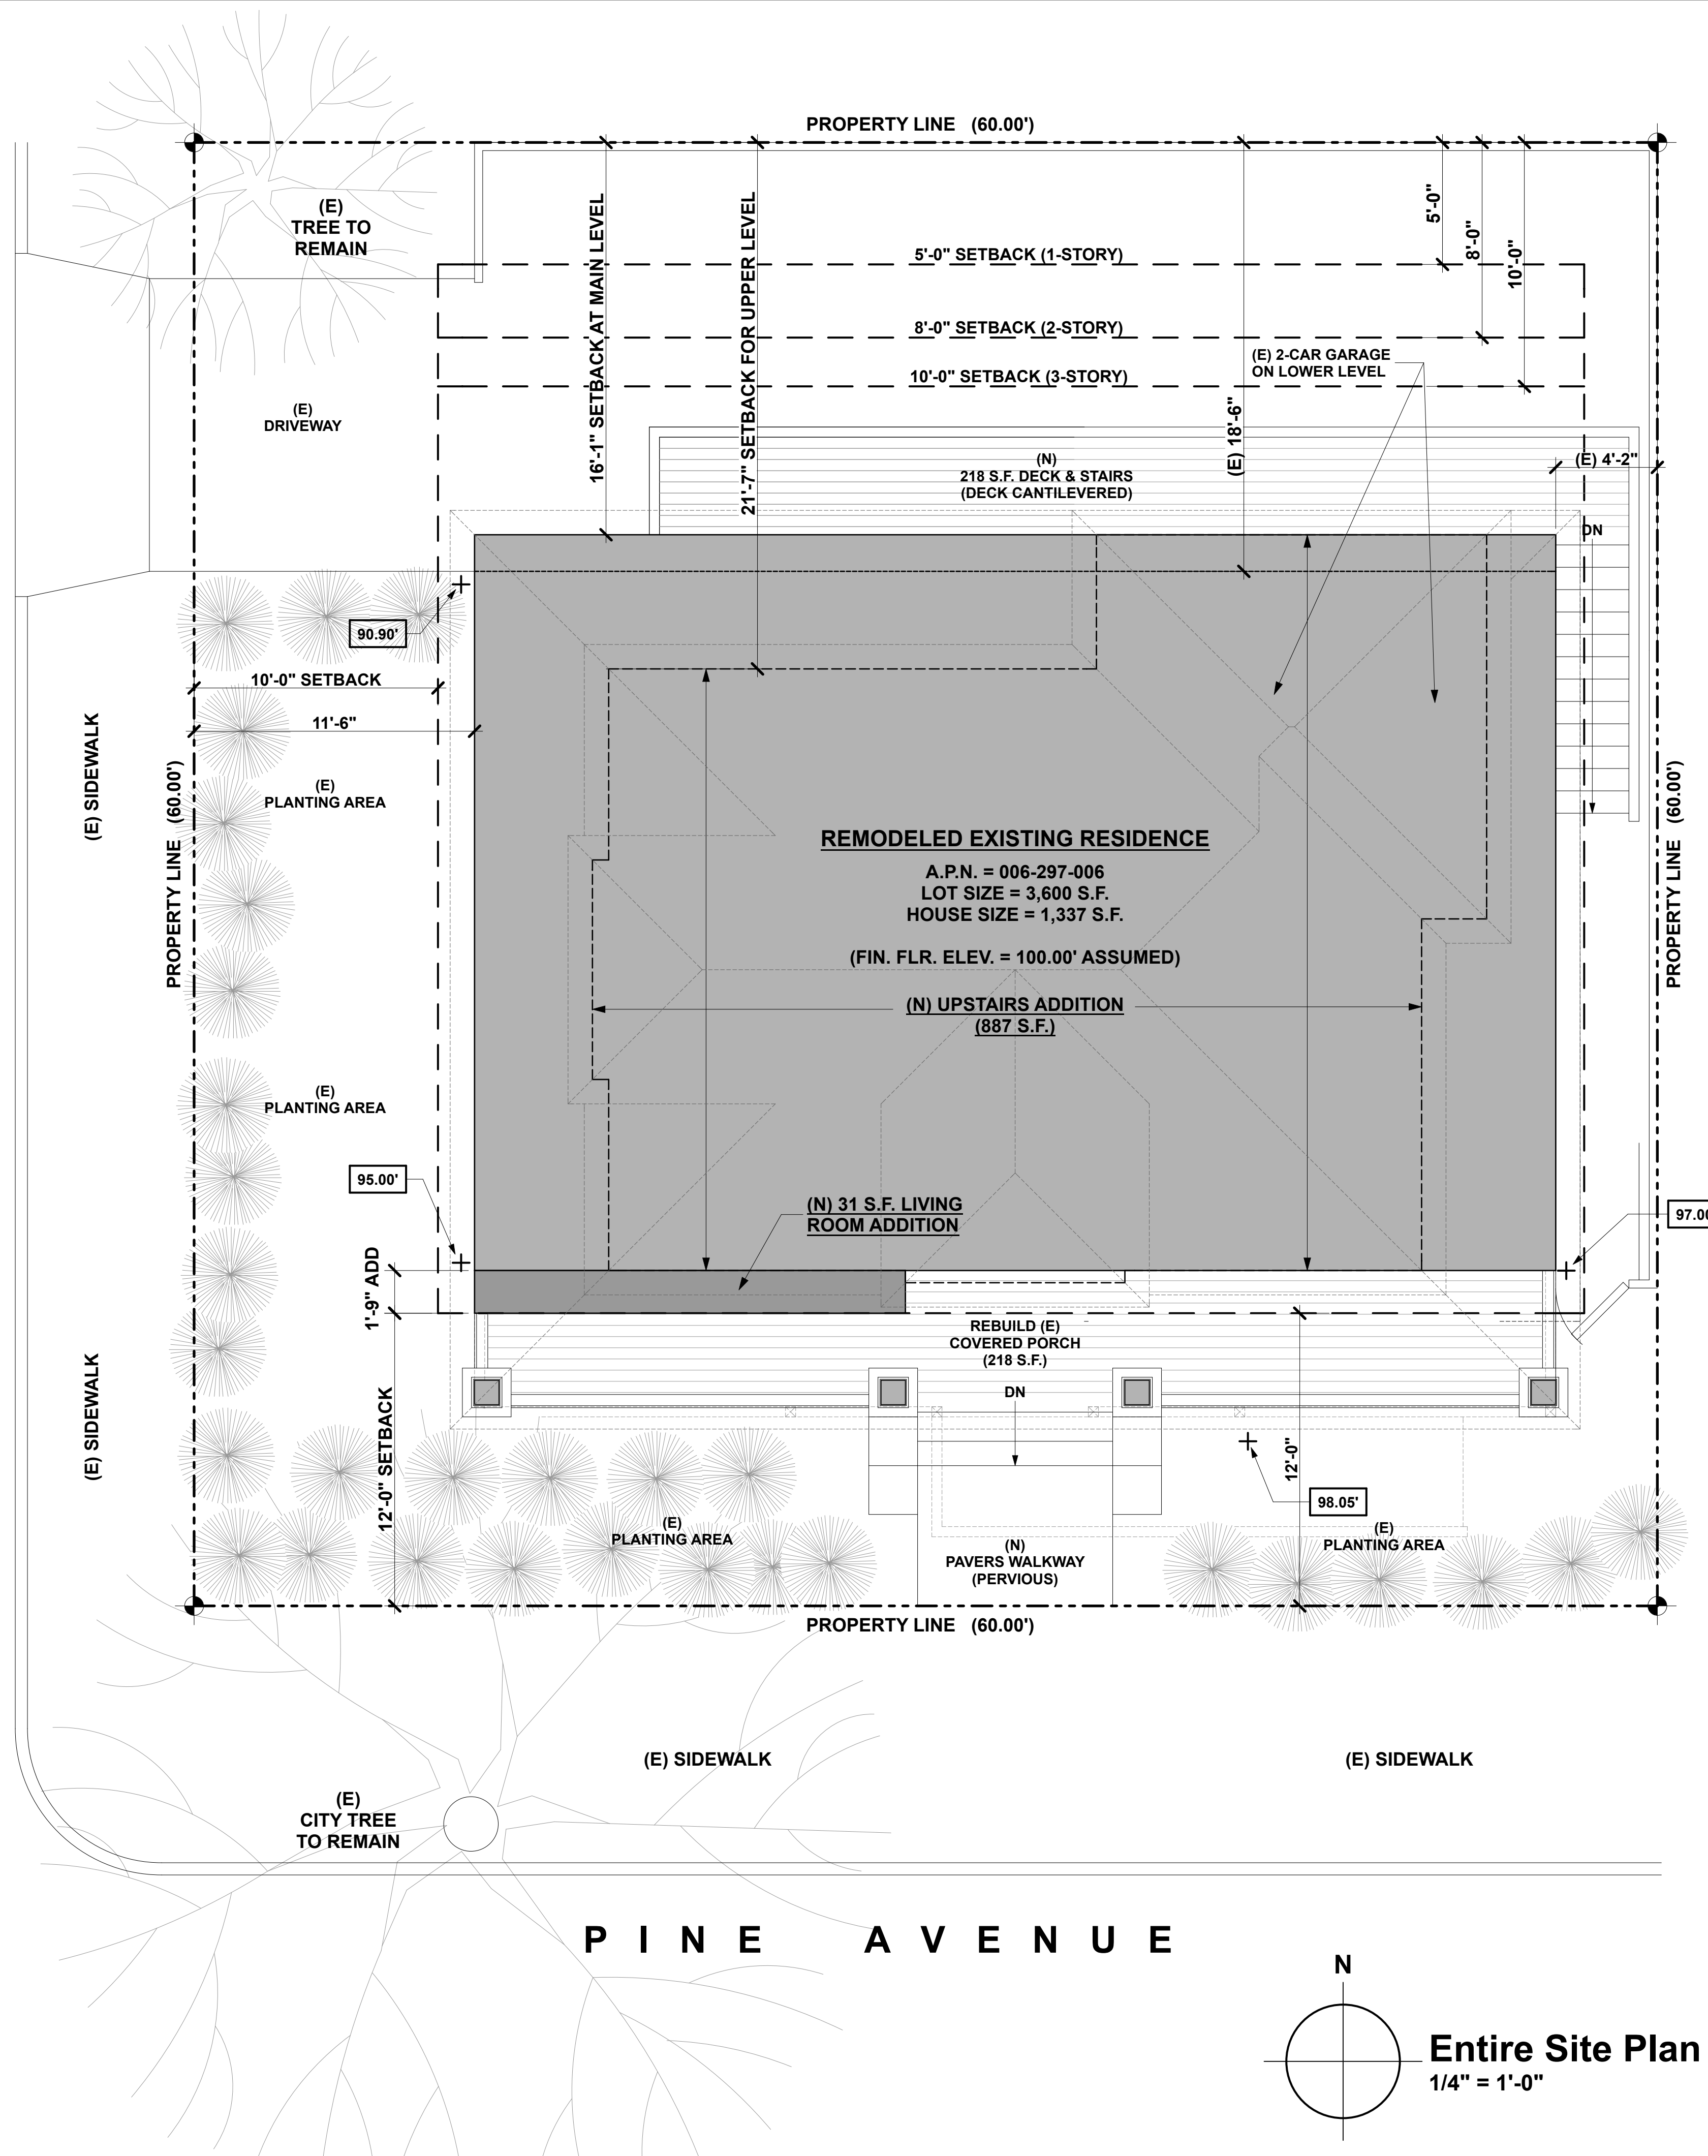 PROPERTY LINE (60.00')
(E)
TREE TO
REMAIN
16'-1" SETBACK AT MAIN LEVEL
21'-7" SETBACK FOR UPPER LEVEL
5'-0"
8'-0"
10'-0"
5'-0" SETBACK (1-STORY)
8'-0" SETBACK (2-STORY)
10'-0" SETBACK (3-STORY)
(E) 2-CAR GARAGE
ON LOWER LEVEL
(E)
DRIVEWAY
(E) 18'-6"
(N)
218 S.F. DECK & STAIRS
(DECK CANTILEVERED)
(E) 4'-2"
DN
90.90'
10'-0" SETBACK
11'-6"
(E) SIDEWALK
PROPERTY LINE (60.00')
(E)
PLANTING AREA
REMODELED EXISTING RESIDENCE
A.P.N. = 006-297-006
LOT SIZE = 3,600 S.F.
HOUSE SIZE = 1,337 S.F.
(FIN. FLR. ELEV. = 100.00' ASSUMED)
PROPERTY LINE (60.00')
(N) UPSTAIRS ADDITION
(887 S.F.)
(E)
PLANTING AREA
95.00'
(N) 31 S.F. LIVING
ROOM ADDITION
97.00
1'-9" ADD
REBUILD (E)
COVERED PORCH
(218 S.F.)
DN
(E) SIDEWALK
12'-0" SETBACK
12'-0"
98.05'
(E)
PLANTING AREA
(N)
PAVERS WALKWAY
(PERVIOUS)
(E)
PLANTING AREA
PROPERTY LINE (60.00')
(E) SIDEWALK
(E) SIDEWALK
(E)
CITY TREE
TO REMAIN
PINE AVENUE
N
Entire Site Plan
1/4" = 1'-0"